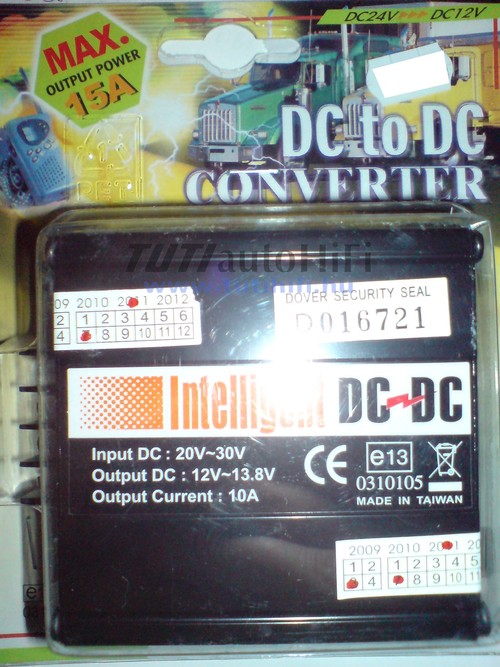 DC24V DC12V
MAX.
OUTPUT POWER
15A
DC to DC
CONVERTER
PET-1
TUTI autoHiFi
09 2010 2011 2012
2 1 2 3 4 5 6
4 7 8 9 10 11 12
DOVER SECURITY SEAL
D016721
Intelligent DC DC
Input DC : 20V~30V
Output DC : 12V~13.8V
Output Current : 10A
CE
e13
0310105
MADE IN TAIWAN
2009 2010 20
1 2 1 2 3 4 5
4 7 8 9 10 11